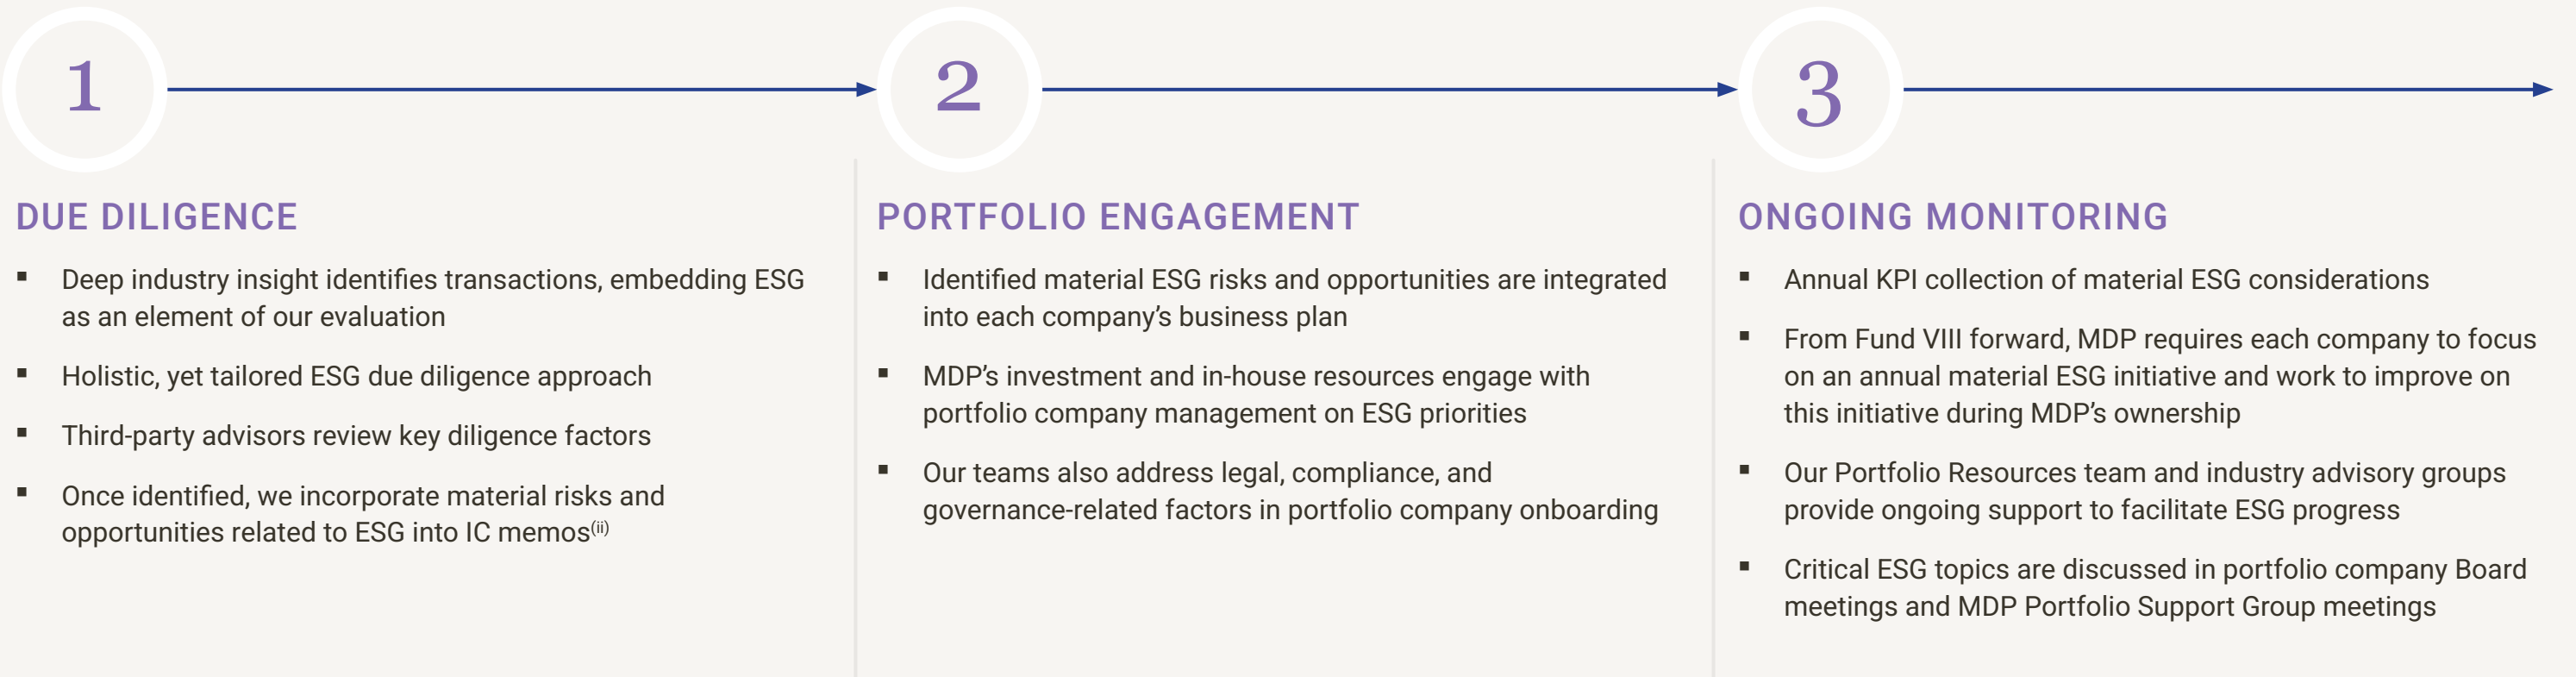 1
2
3
DUE DILIGENCE
▪ Deep industry insight identifies transactions, embedding ESG
as an element of our evaluation
▪ Holistic, yet tailored ESG due diligence approach
▪ Third-party advisors review key diligence factors
▪ Once identified, we incorporate material risks and
opportunities related to ESG into IC memos(ii)
PORTFOLIO ENGAGEMENT
▪ Identified material ESG risks and opportunities are integrated
into each company’s business plan
▪ MDP’s investment and in-house resources engage with
portfolio company management on ESG priorities
▪ Our teams also address legal, compliance, and
governance-related factors in portfolio company onboarding
ONGOING MONITORING
▪ Annual KPI collection of material ESG considerations
▪ From Fund VIII forward, MDP requires each company to focus
on an annual material ESG initiative and work to improve on
this initiative during MDP’s ownership
▪ Our Portfolio Resources team and industry advisory groups
provide ongoing support to facilitate ESG progress
▪ Critical ESG topics are discussed in portfolio company Board
meetings and MDP Portfolio Support Group meetings